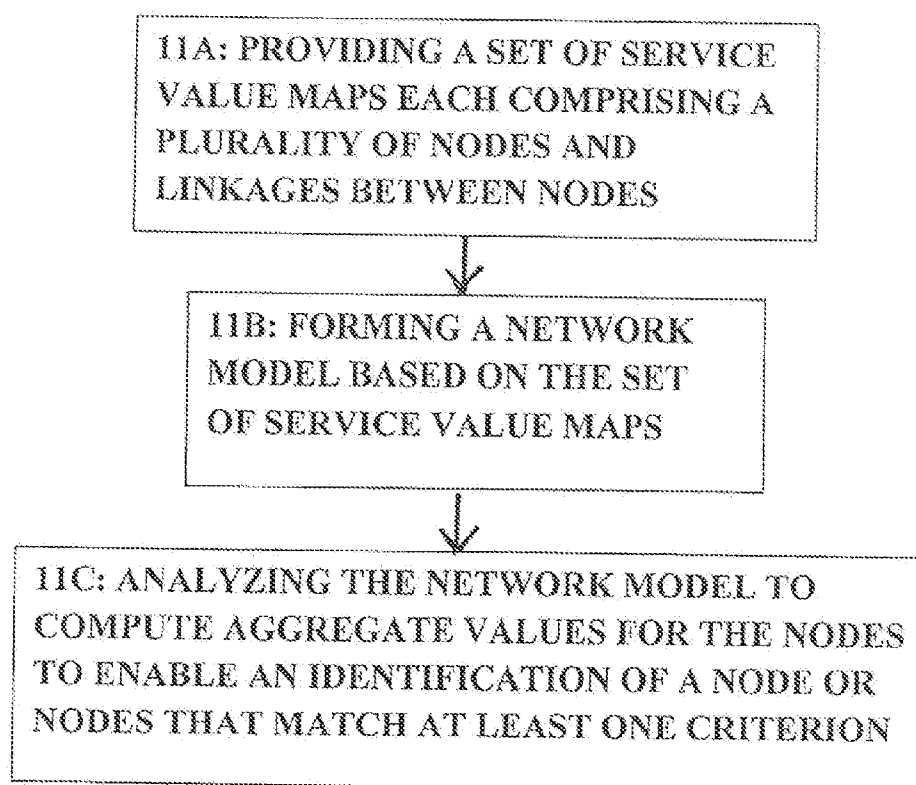 11A: PROVIDING A SET OF SERVICE
VALUE MAPS EACH COMPRISING A
PLURALITY OF NODES AND
LINKAGES BETWEEN NODES
11B: FORMING A NETWORK
MODEL BASED ON THE SET
OF SERVICE VALUE MAPS
11C: ANALYZING THE NETWORK MODEL TO
COMPUTE AGGREGATE VALUES FOR THE NODES
TO ENABLE AN IDENTIFICATION OF A NODE OR
NODES THAT MATCH AT LEAST ONE CRITERION